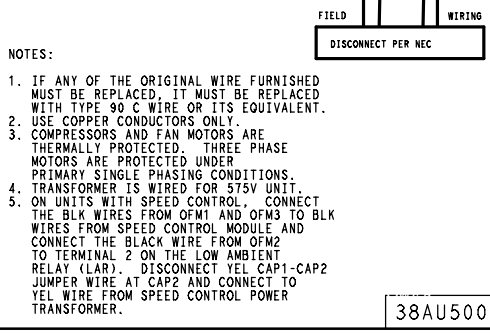 FIELD WIRING
DISCONNECT PER NEC
NOTES:
1. IF ANY OF THE ORIGINAL WIRE FURNISHED
MUST BE REPLACED, IT MUST BE REPLACED
WITH TYPE 90 C WIRE OR ITS EQUIVALENT.
2. USE COPPER CONDUCTORS ONLY.
3. COMPRESSORS AND FAN MOTORS ARE
THERMALLY PROTECTED. THREE PHASE
MOTORS ARE PROTECTED UNDER
PRIMARY SINGLE PHASING CONDITIONS.
4. TRANSFORMER IS WIRED FOR 575V UNIT.
5. ON UNITS WITH SPEED CONTROL, CONNECT
THE BLK WIRES FROM OFM1 AND OFM3 TO BLK
WIRES FROM SPEED CONTROL MODULE AND
CONNECT THE BLACK WIRE FROM OFM2
TO TERMINAL 2 ON THE LOW AMBIENT
RELAY (LAR). DISCONNECT YEL CAP1-CAP2
JUMPER WIRE AT CAP2 AND CONNECT TO
YEL WIRE FROM SPEED CONTROL POWER
TRANSFORMER.
38AU500